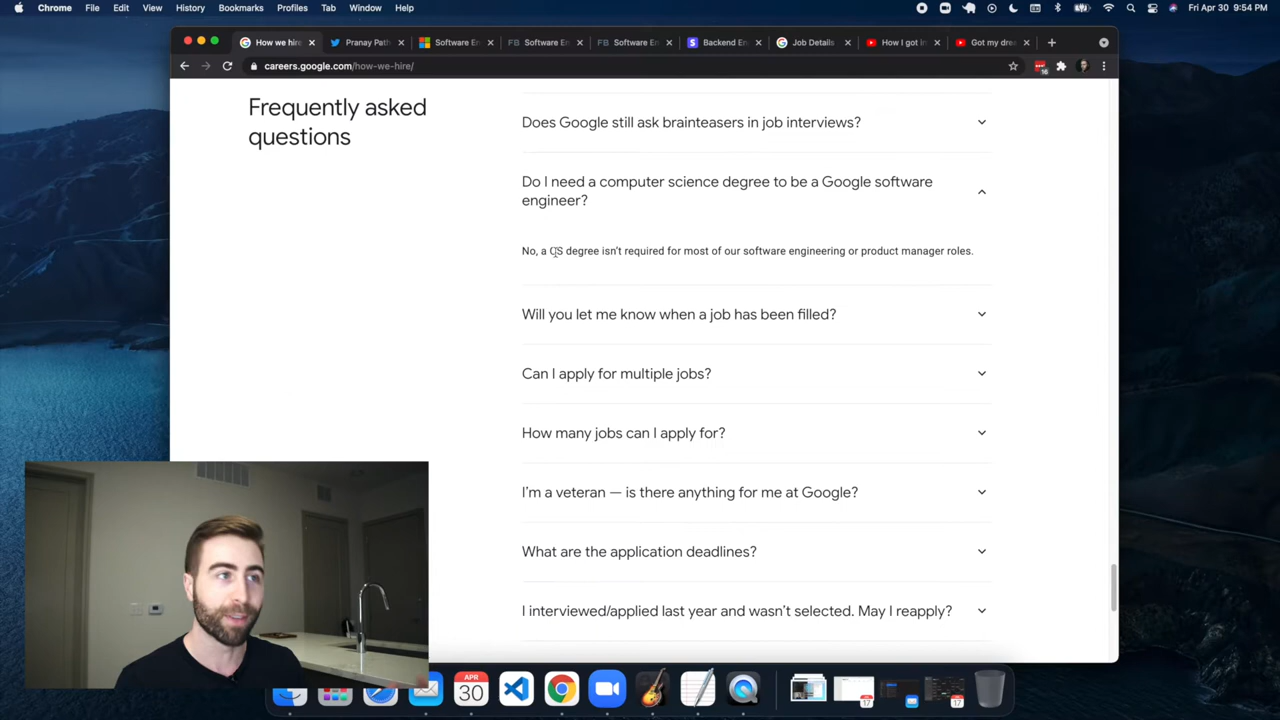 Chrome File Edit View History Bookmarks Profiles Tab Window Help
Fri Apr 30 9:54 PM
How we hire
Pranay Path
Software En
FB Software En
FB Software En
Backend En
Job Details
How I got in
Got my dre
careers.google.com/how-we-hire/
16
Frequently asked
questions
Does Google still ask brainteasers in job interviews?
Do I need a computer science degree to be a Google software
engineer?
No, a CS degree isn't required for most of our software engineering or product manager roles.
Will you let me know when a job has been filled?
Can I apply for multiple jobs?
How many jobs can I apply for?
I'm a veteran — is there anything for me at Google?
What are the application deadlines?
I interviewed/applied last year and wasn't selected. May I reapply?
APR
30
17
17